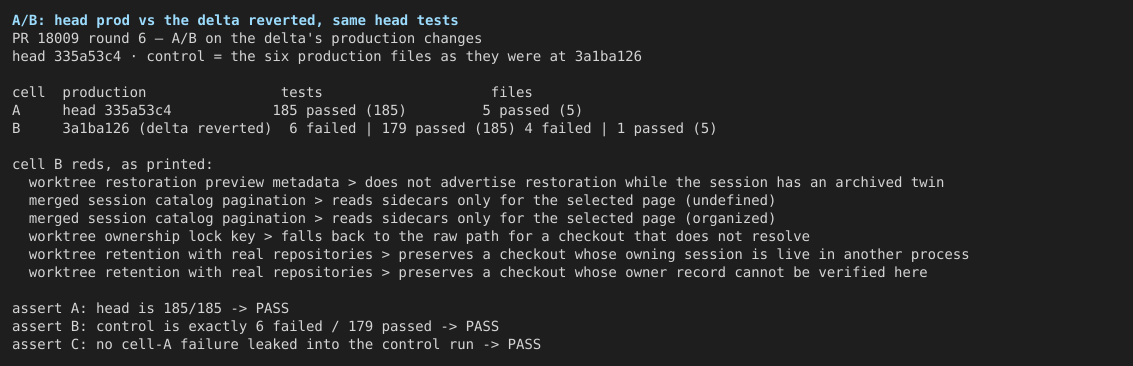 A/B: head prod vs the delta reverted, same head tests
PR 18009 round 6 — A/B on the delta's production changes
head 335a53c4 · control = the six production files as they were at 3a1ba126
cell  production             tests                    files
A     head 335a53c4            185 passed (185)         5 passed (5)
B     3a1ba126 (delta reverted)  6 failed | 179 passed (185) 4 failed | 1 passed (5)
cell B reds, as printed:
  worktree restoration preview metadata > does not advertise restoration while the session has an archived twin
  merged session catalog pagination > reads sidecars only for the selected page (undefined)
  merged session catalog pagination > reads sidecars only for the selected page (organized)
  worktree ownership lock key > falls back to the raw path for a checkout that does not resolve
  worktree retention with real repositories > preserves a checkout whose owning session is live in another process
  worktree retention with real repositories > preserves a checkout whose owner record cannot be verified here
assert A: head is 185/185 -> PASS
assert B: control is exactly 6 failed / 179 passed -> PASS
assert C: no cell-A failure leaked into the control run -> PASS